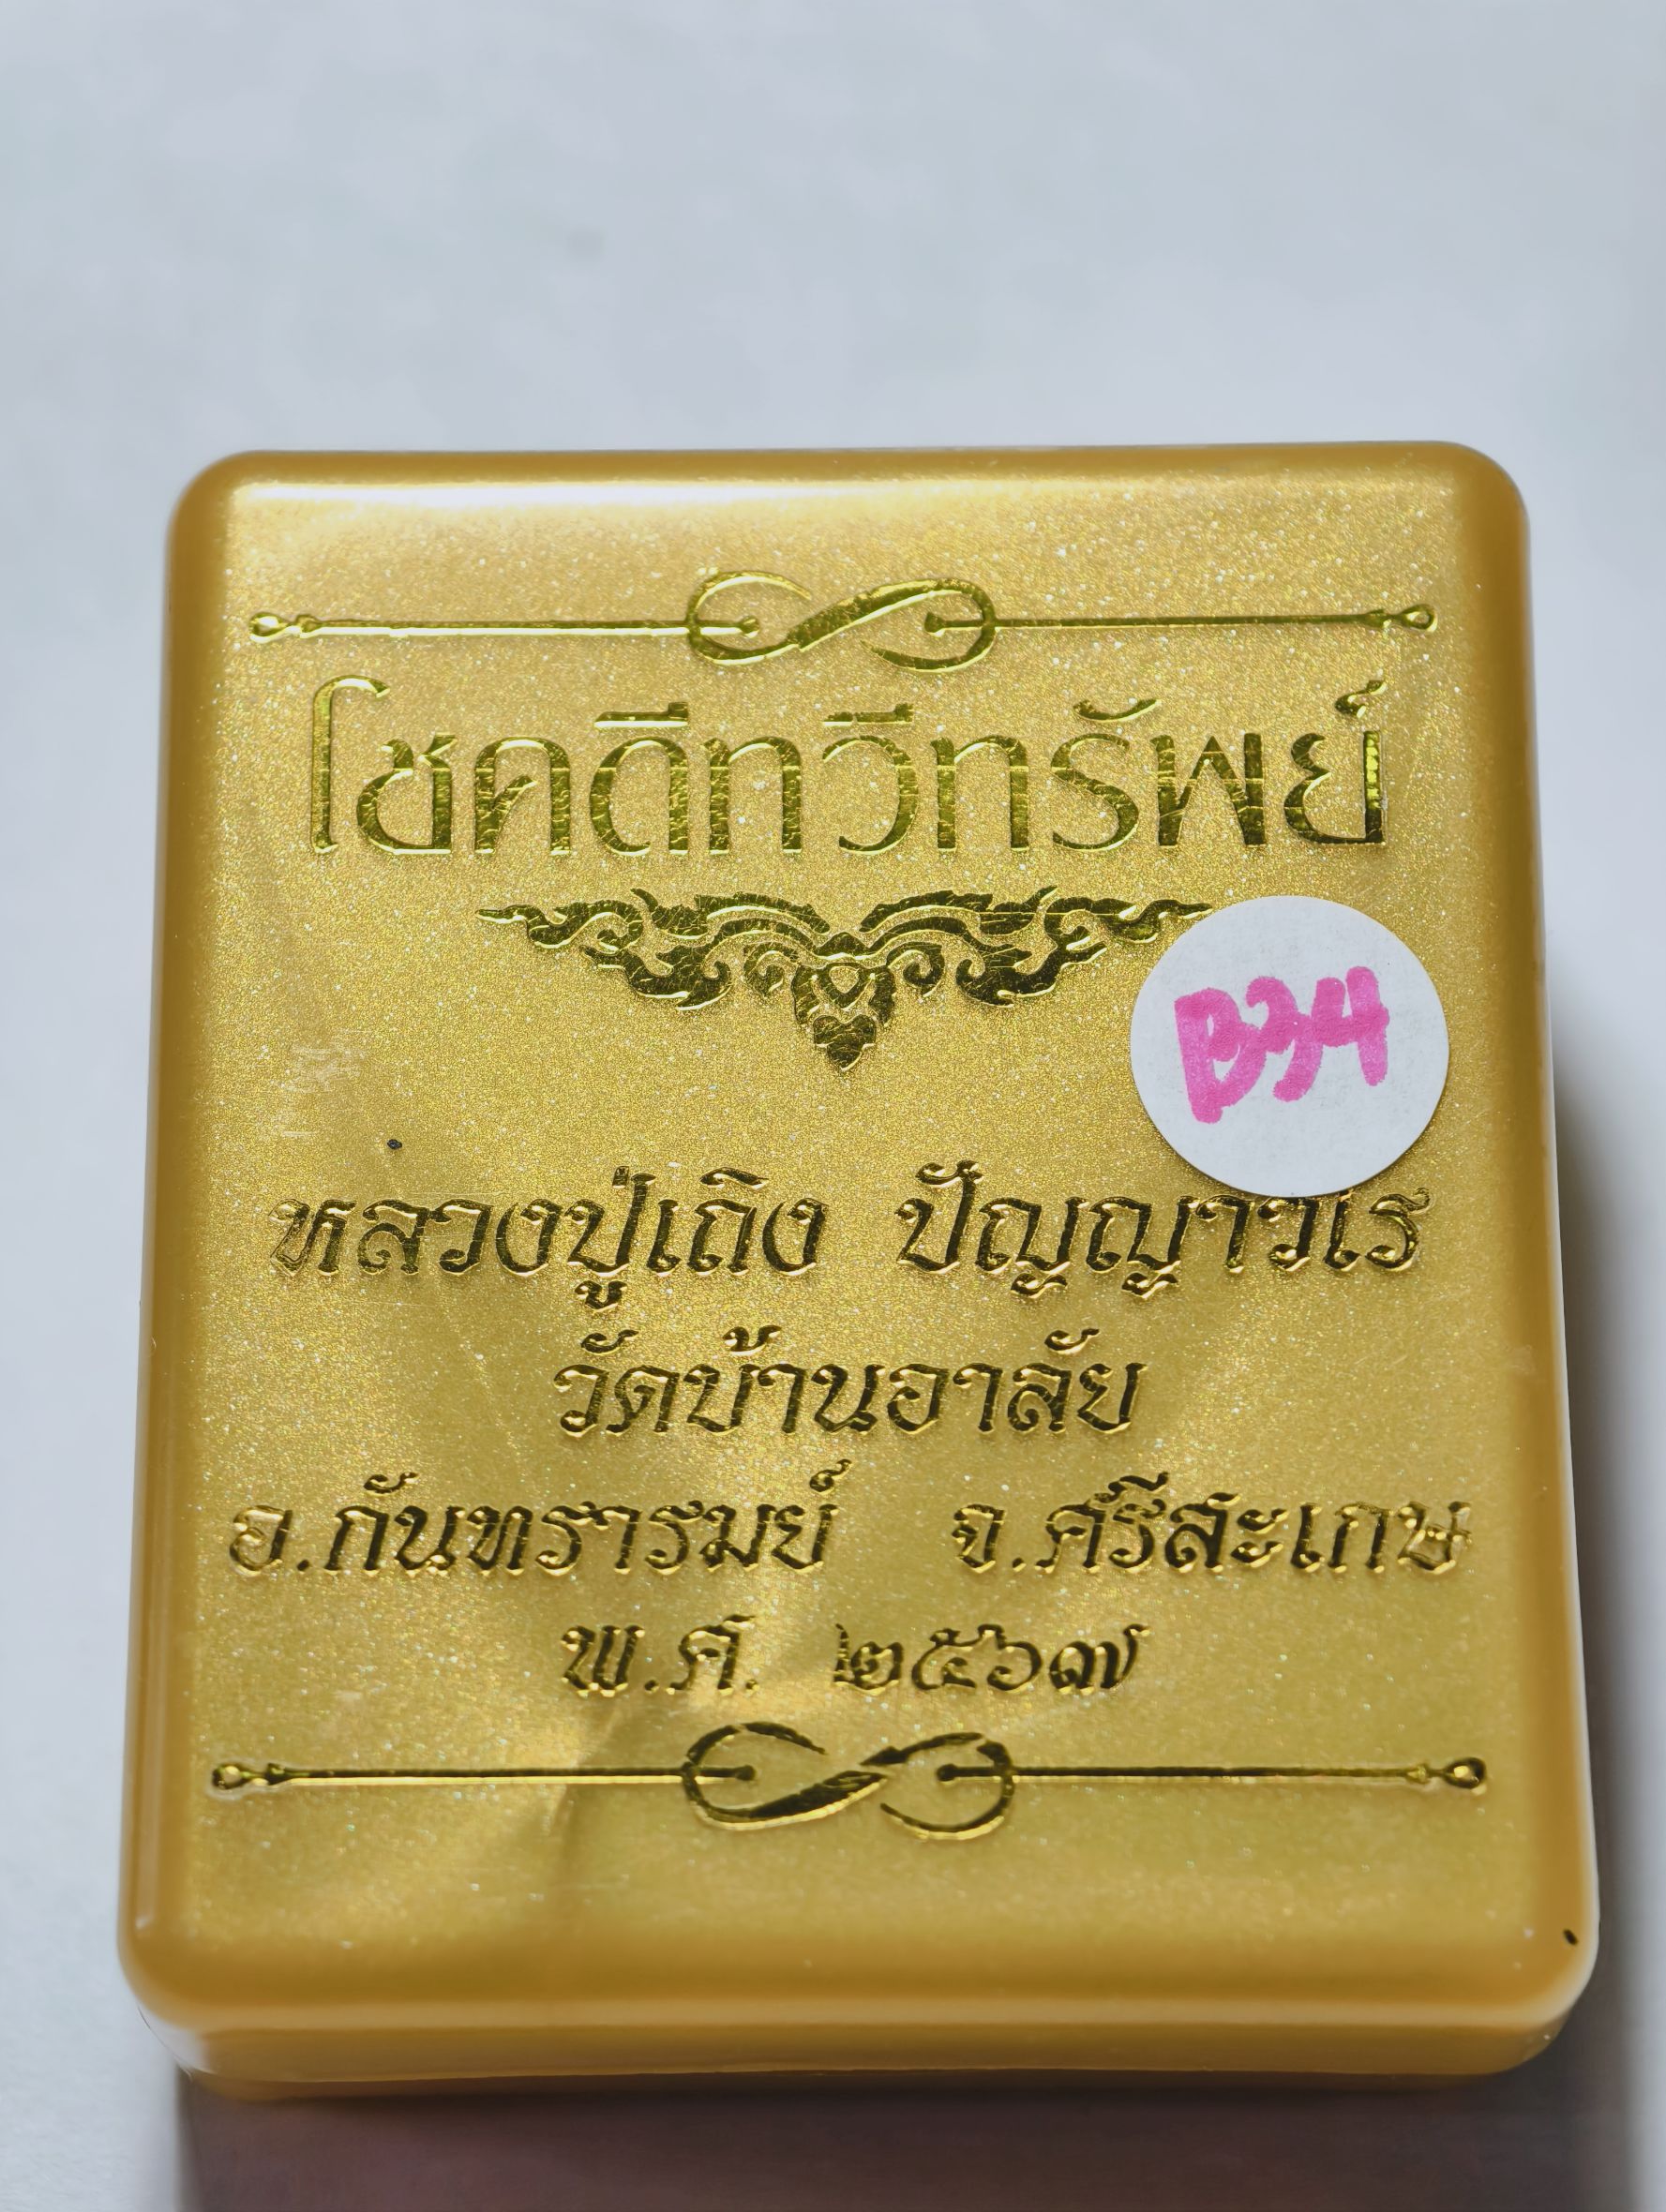 โชคดีทวีทรัพย์
B34
หลวงปู่เถิง ปัญญาวโร
วัดบ้านอาลัย
อ.กันทรารมย์ จ.ศรีสะเกษ
พ.ศ. ๒๕๖๗